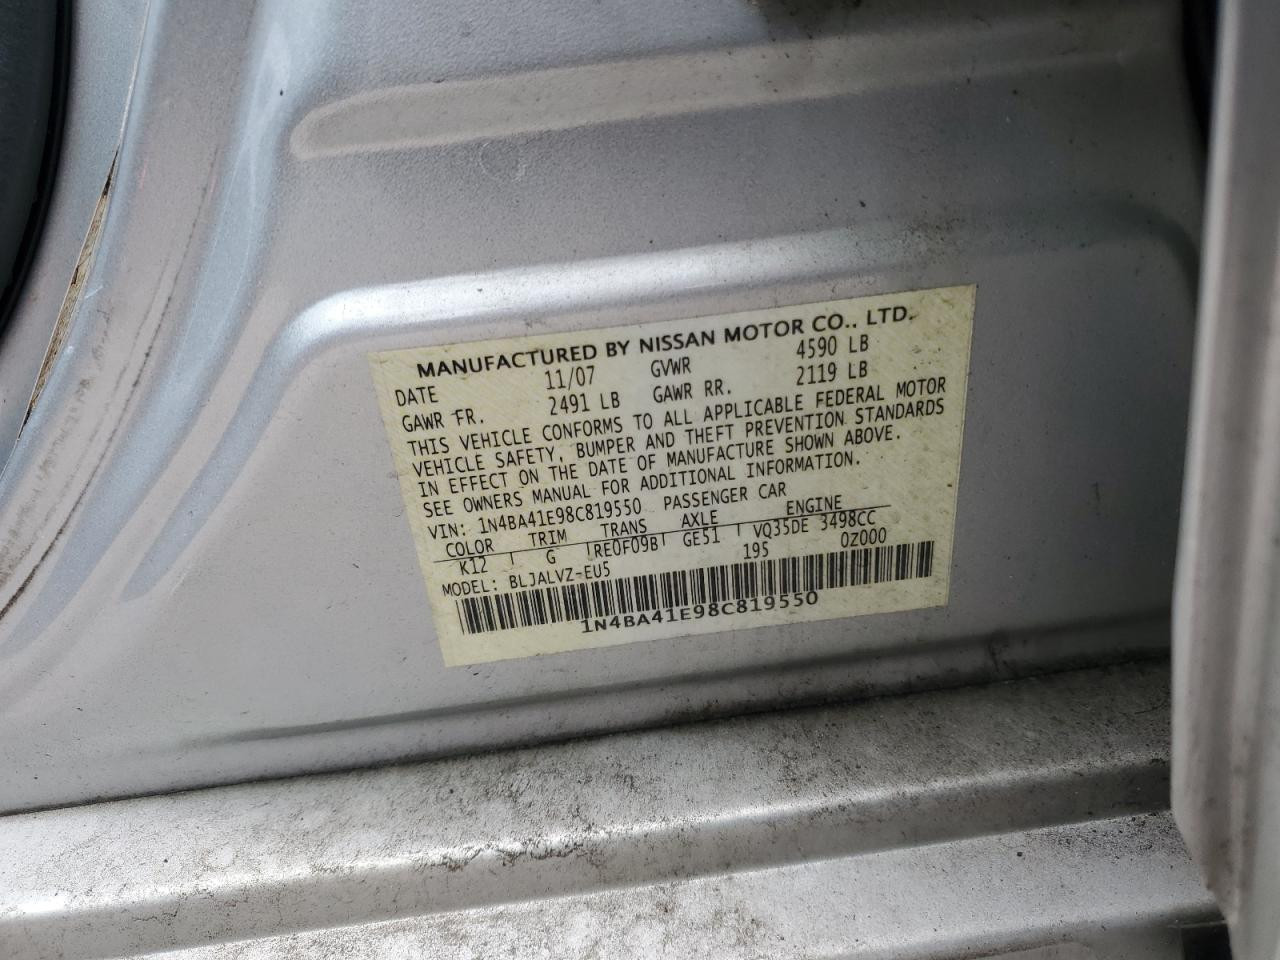 MANUFACTURED BY NISSAN MOTOR CO., LTD.
DATE 11/07 GVWR 4590 LB
GAWR FR. 2491 LB GAWR RR. 2119 LB
THIS VEHICLE CONFORMS TO ALL APPLICABLE FEDERAL MOTOR
VEHICLE SAFETY, BUMPER AND THEFT PREVENTION STANDARDS
IN EFFECT ON THE DATE OF MANUFACTURE SHOWN ABOVE.
SEE OWNERS MANUAL FOR ADDITIONAL INFORMATION.
VIN: 1N4BA41E98C819550 PASSENGER CAR
COLOR TRIM TRANS AXLE ENGINE
K12 G RE0F09B GE51 VQ35DE 3498CC
MODEL: BLJALVZ-EU5 195 0Z000
1N4BA41E98C819550